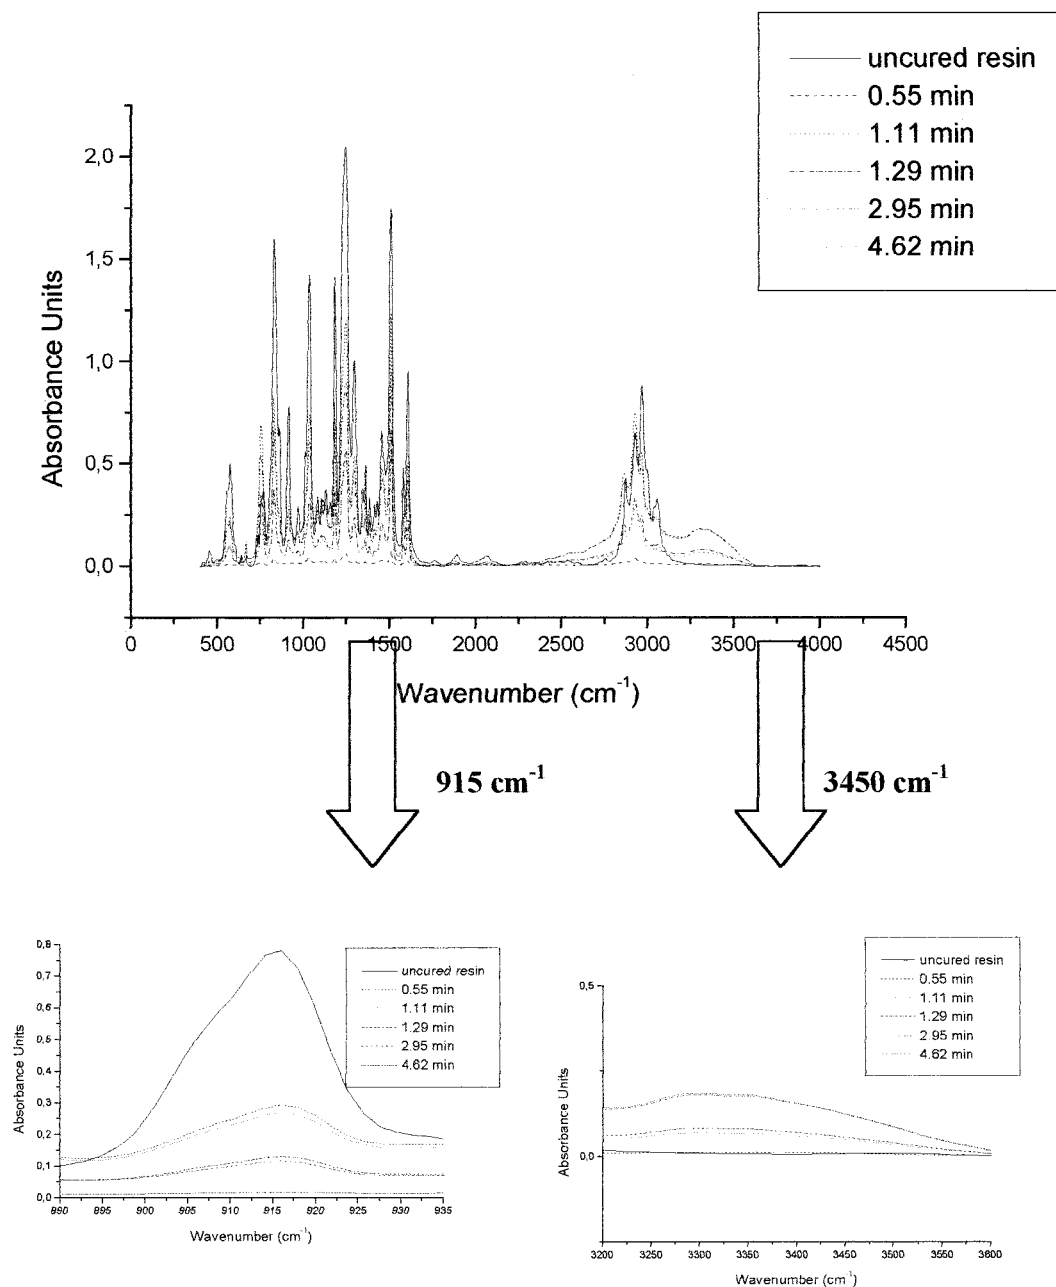 uncured resin
0.55 min
1.11 min
1.29 min
2.95 min
4.62 min
2,0
1,5
1,0
0,5
0,0
Absorbance Units
0 500 1000 1500 2000 2500 3000 3500 4000 4500
Wavenumber (cm⁻¹)
915 cm⁻¹
3450 cm⁻¹
0,8
0,7
0,6
0,5
0,4
0,3
0,2
0,1
0,0
Absorbance Units
uncured resin
0.55 min
1.11 min
1.29 min
2.95 min
4.62 min
890 895 900 905 910 915 920 925 930 935
Wavenumber (cm⁻¹)
0,5
0,0
Absorbance Units
uncured resin
0.55 min
1.11 min
1.29 min
2.95 min
4.62 min
3200 3250 3300 3350 3400 3450 3500 3550 3600
Wavenumber (cm⁻¹)